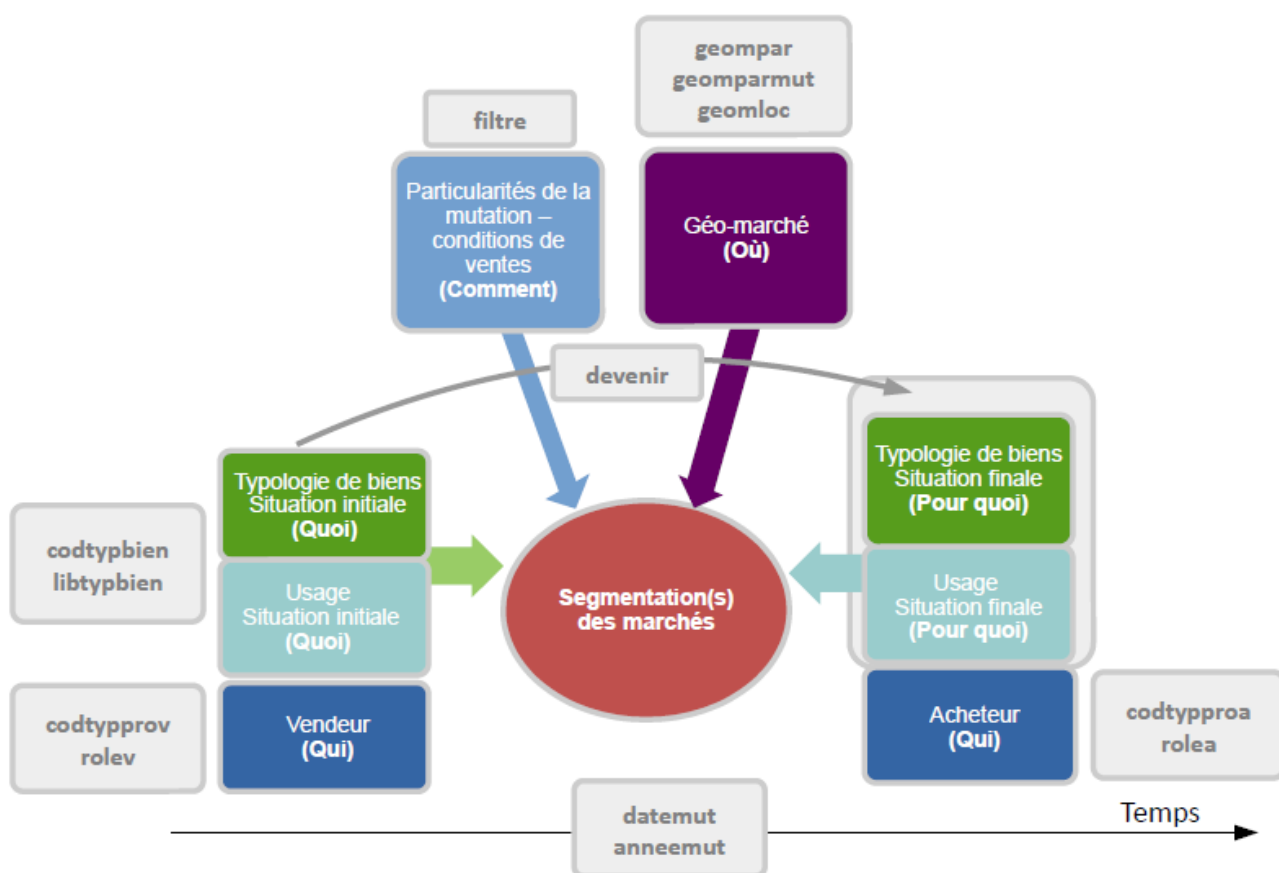 geompar
geomparmut
geomloc
filtre
Particularités de la
mutation –
conditions de
ventes
(Comment)
Géo-marché
(Où)
devenir
Typologie de biens
Situation initiale
(Quoi)
Usage
Situation initiale
(Quoi)
codtypbien
libtypbien
Vendeur
(Qui)
codtypprov
rolev
Segmentation(s)
des marchés
Typologie de biens
Situation finale
(Pour quoi)
Usage
Situation finale
(Pour quoi)
Acheteur
(Qui)
codtypproa
rolea
datemut
anneemut
Temps